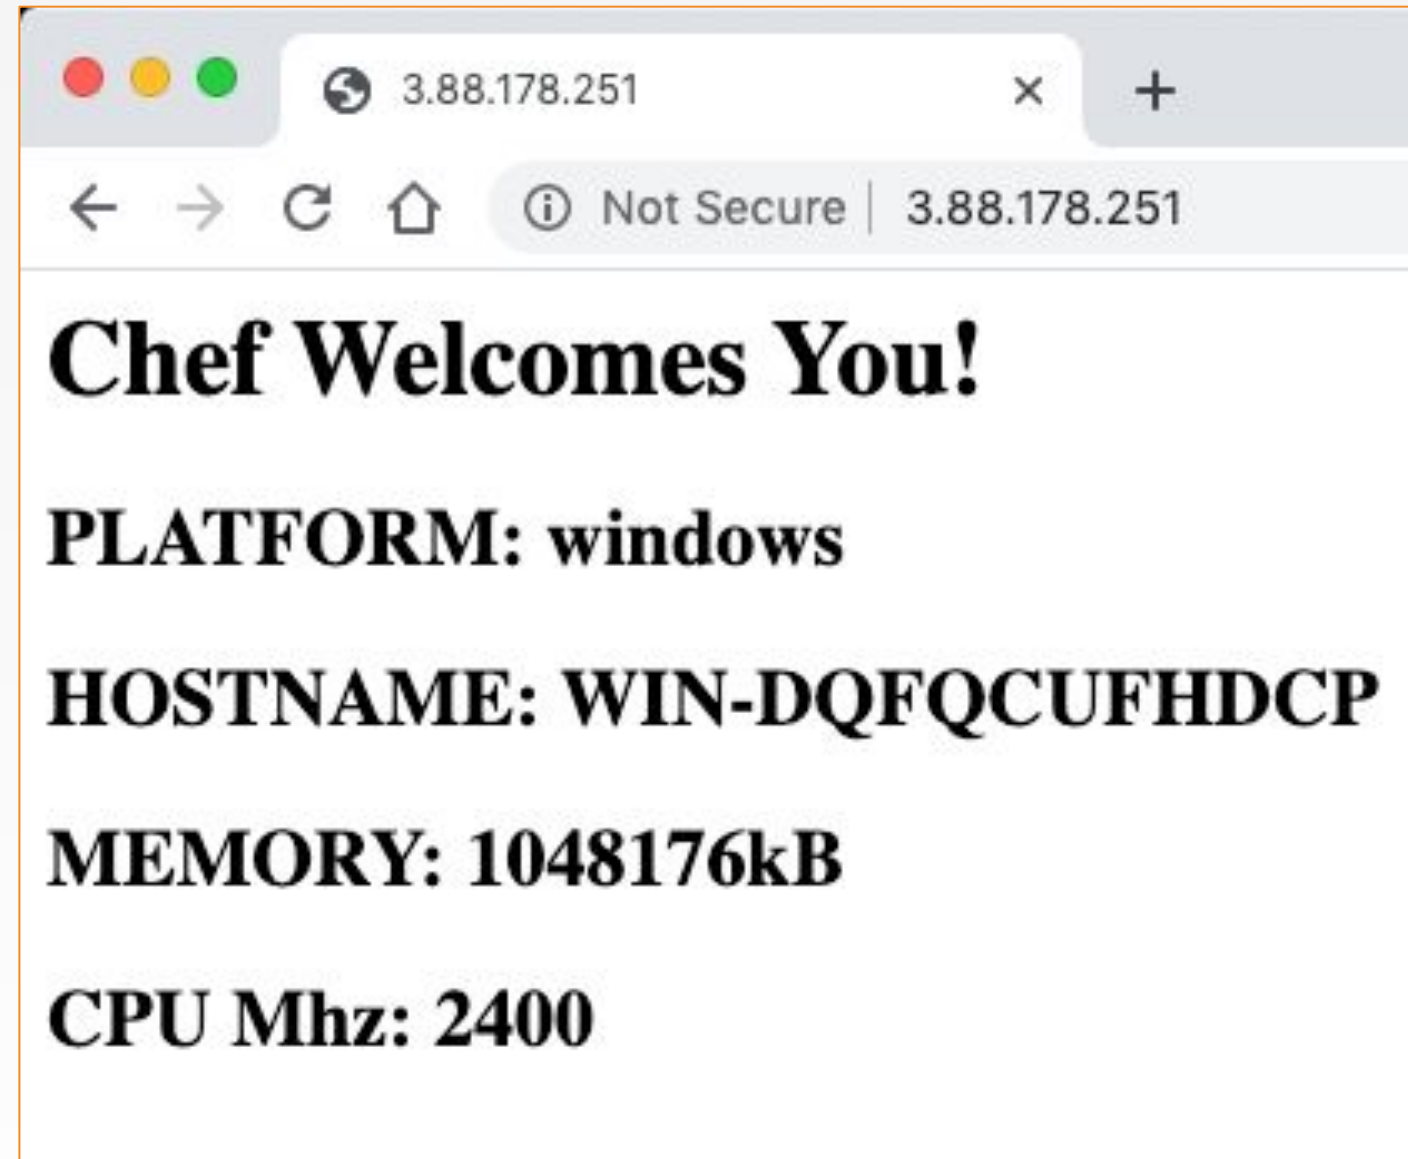 3.88.178.251
Not Secure 3.88.178.251
Chef Welcomes You!
PLATFORM: windows
HOSTNAME: WIN-DQFQCUFHDCP
MEMORY: 1048176kB
CPU Mhz: 2400